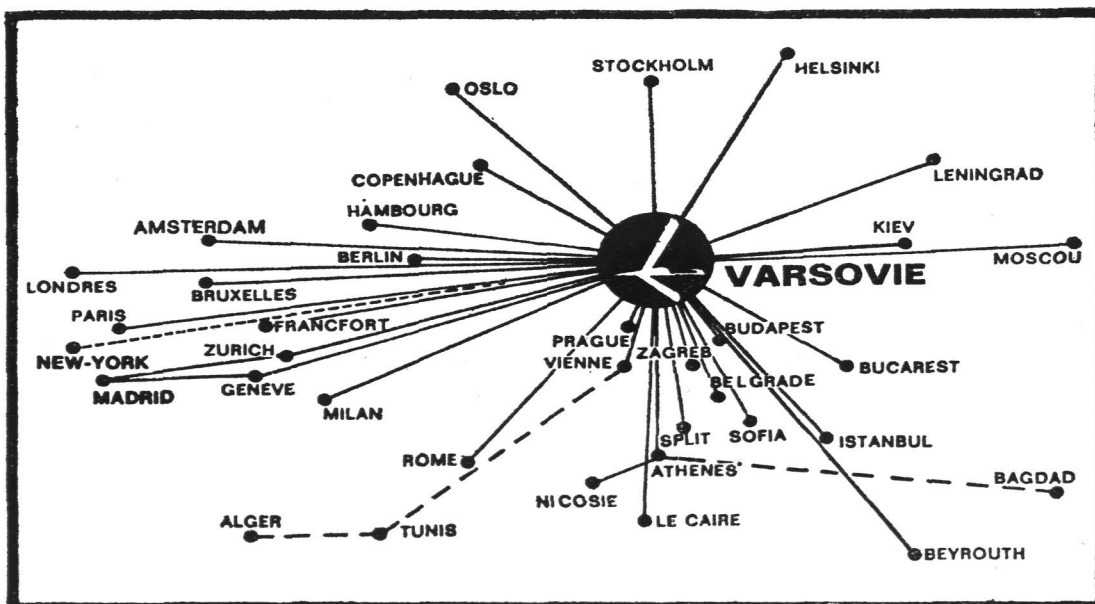 STOCKHOLM
HELSINKI
OSLO
LENINGRAD
COPENHAGUE
HAMBOURG
AMSTERDAM
KIEV
BERLIN
MOSCOU
VARSOVIE
LONDRES
BRUXELLES
PARIS
FRANCFORT
BUDAPEST
PRAGUE
NEW-YORK
ZURICH
VIENNE
ZAGREB
BUCAREST
MADRID
GENÈVE
BELGRADE
MILAN
SPLIT
SOFIA
ISTANBUL
ROME
ATHENES
BAGDAD
NICOSIE
ALGER
TUNIS
LE CAIRE
BEYROUTH